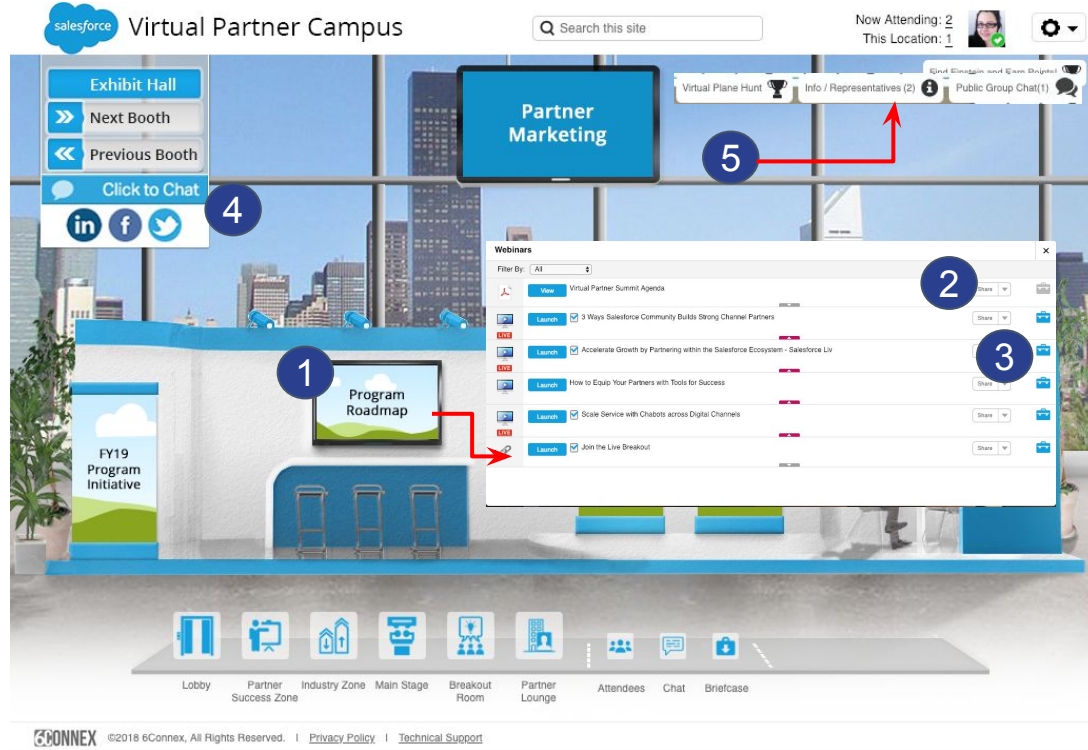 salesforce
Virtual Partner Campus
Search this site
Now Attending: 2
This Location: 1
Exhibit Hall
Next Booth
Previous Booth
Click to Chat
in f
4
Partner
Marketing
Find Einstein and Earn Points!
Virtual Plane Hunt
Info / Representatives (2)
Public Group Chat(1)
5
Webinars
×
Filter By: All
View Virtual Partner Summit Agenda
2
Share
Launch 3 Ways Salesforce Community Builds Strong Channel Partners
Share
LIVE
Launch Accelerate Growth by Partnering within the Salesforce Ecosystem - Salesforce Liv
3
LIVE
Launch How to Equip Your Partners with Tools for Success
Share
Launch Scale Service with Chatbots across Digital Channels
Share
LIVE
Launch Join the Live Breakout
Share
1
Program
Roadmap
FY19
Program
Initiative
Lobby
Partner
Success Zone
Industry Zone
Main Stage
Breakout
Room
Partner
Lounge
Attendees
Chat
Briefcase
6CONNEX ©2018 6Connex, All Rights Reserved. | Privacy Policy | Technical Support